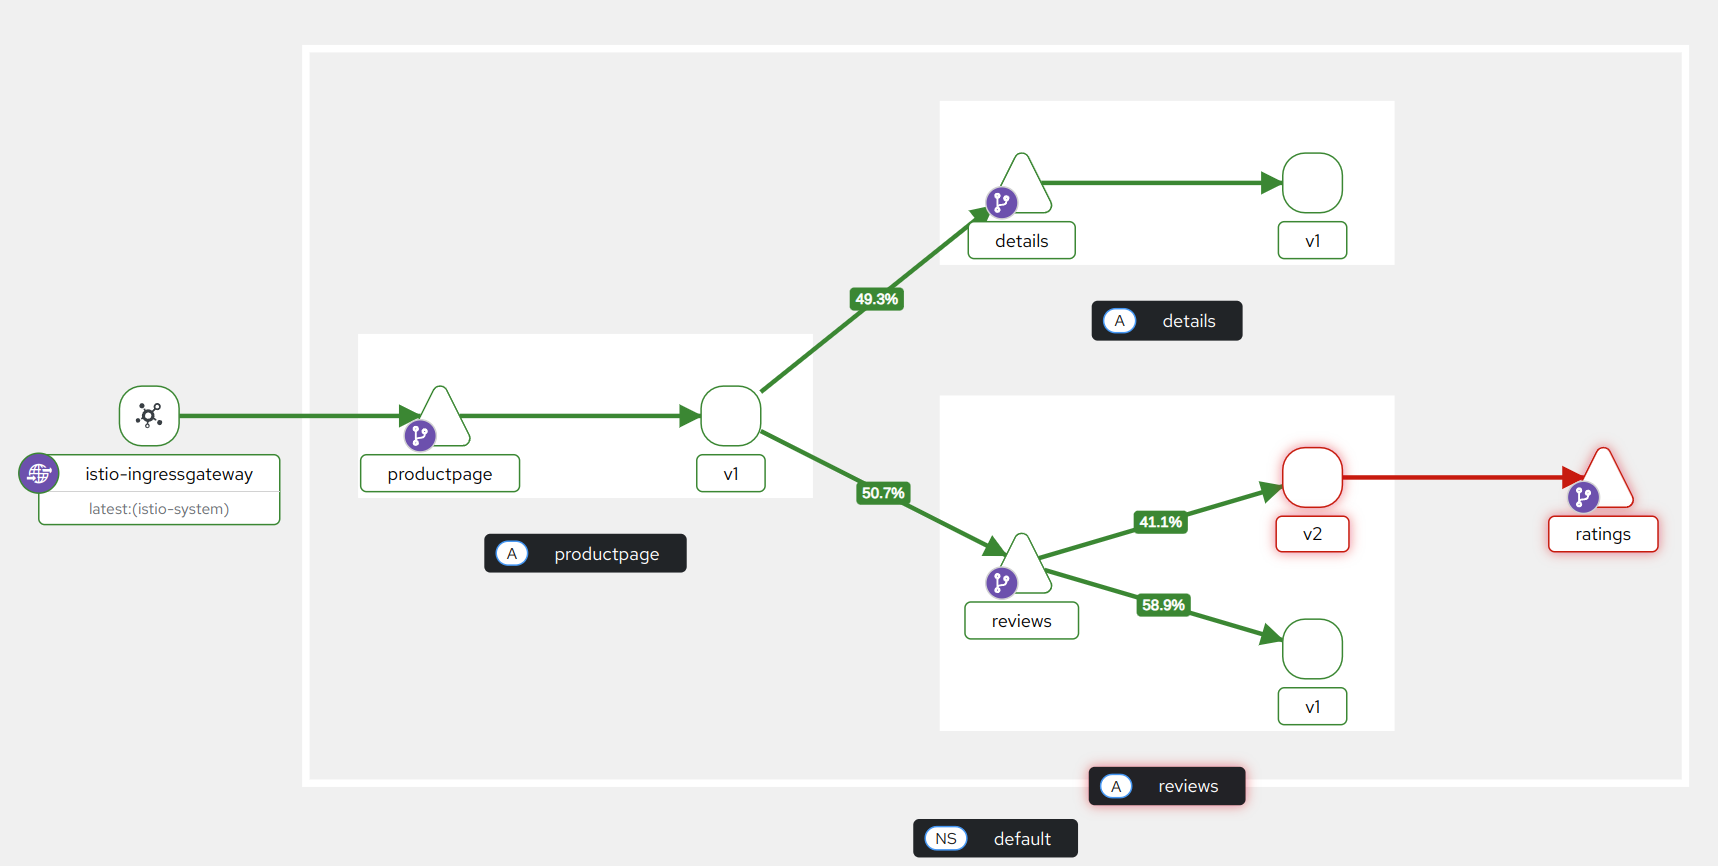 istio-ingressgateway
latest:(istio-system)
productpage
v1
A productpage
49.3%
50.7%
details
v1
A details
reviews
41.1%
58.9%
v2
v1
ratings
A reviews
NS default